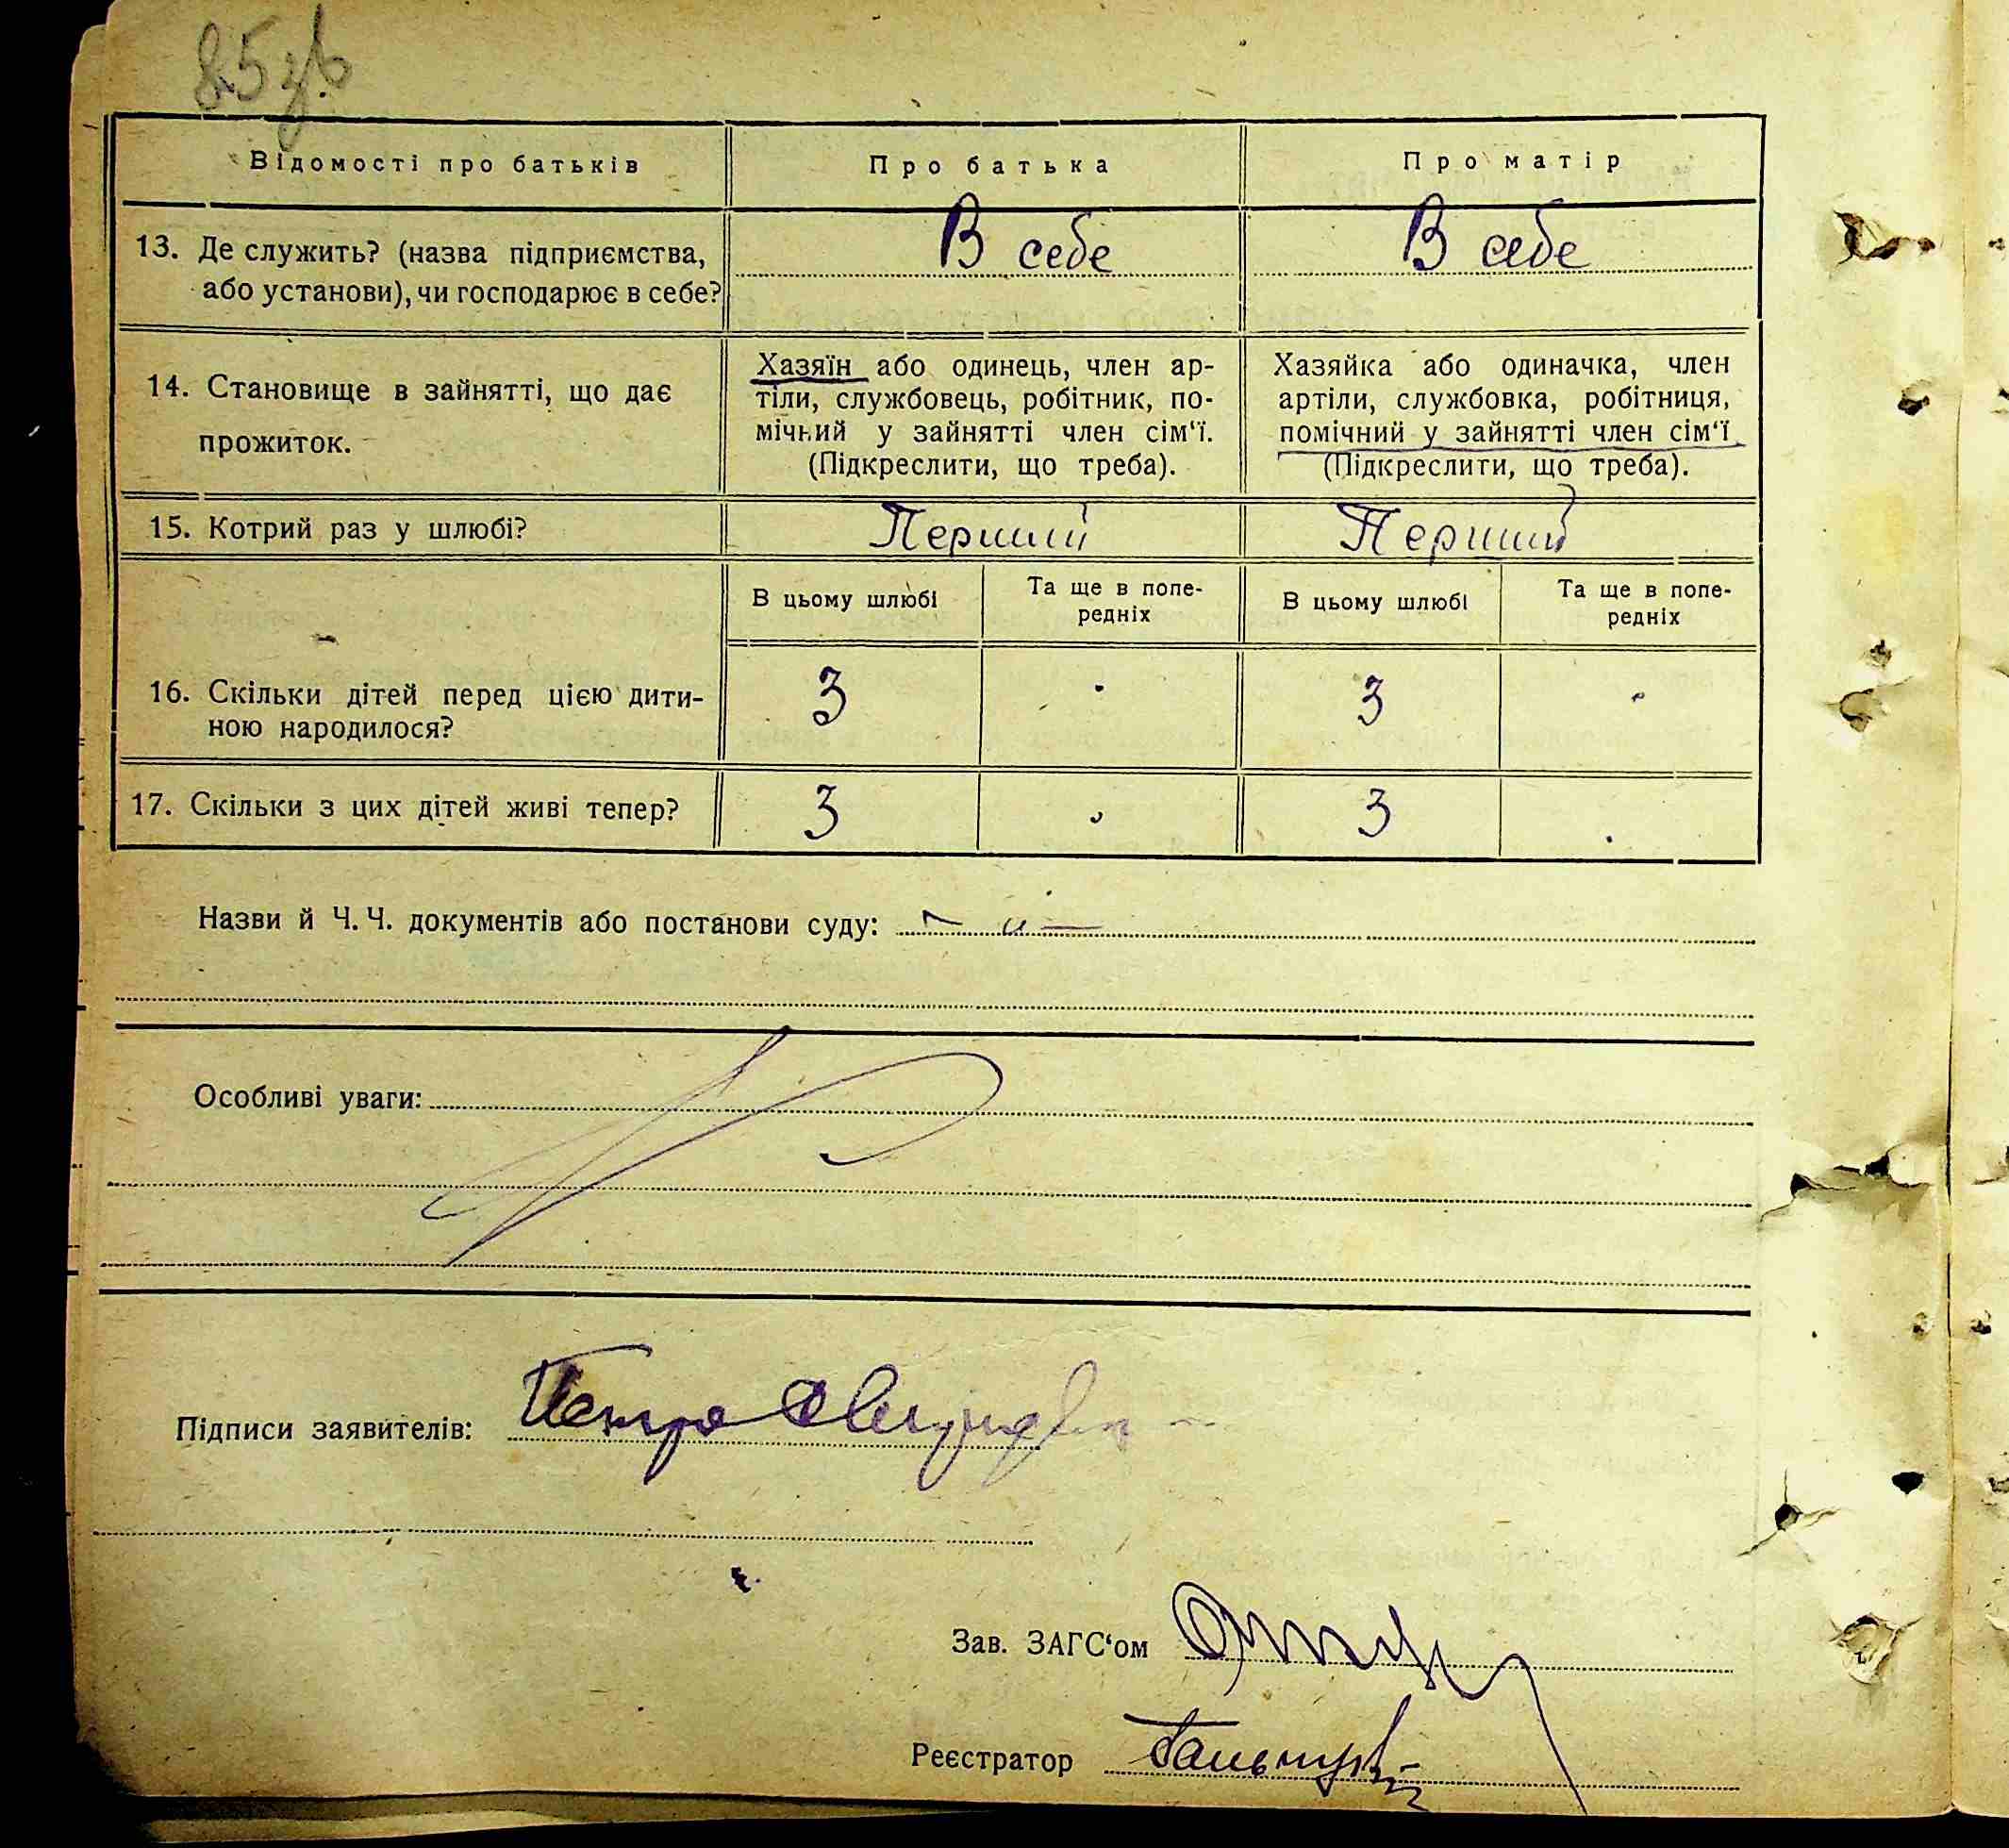 85 зв
Відомості про батьків
Про батька
Про матір
13. Де служить? (назва підприємства,
або установи), чи господарює в себе?
В себе
В себе
14. Становище в зайнятті, що дає
прожиток.
Хазяїн або одинець, член ар-
тіли, службовець, робітник, по-
мічний у зайнятті член сім‘ї.
(Підкреслити, що треба).
Хазяйка або одиначка, член
артіли, службовка, робітниця,
помічний у зайнятті член сім‘ї
(Підкреслити, що треба).
15. Котрий раз у шлюбі?
Перший
Перший
В цьому шлюбі
Та ще в попе-
редніх
В цьому шлюбі
Та ще в попе-
редніх
16. Скільки дітей перед цією дити-
ною народилося?
3
3
17. Скільки з цих дітей живі тепер?
3
3
Назви й Ч. Ч. документів або постанови суду:
Особливі уваги:
Підписи заявителів: Петро
Зав. ЗАГС‘ом
Реєстратор